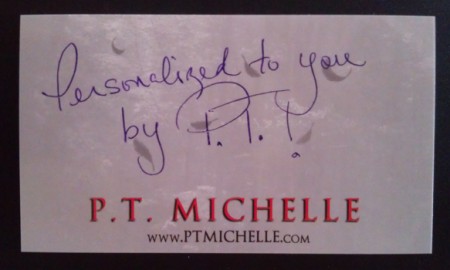 Personalized to you
by P.T.
P.T. MICHELLE
www.PTMICHELLE.com